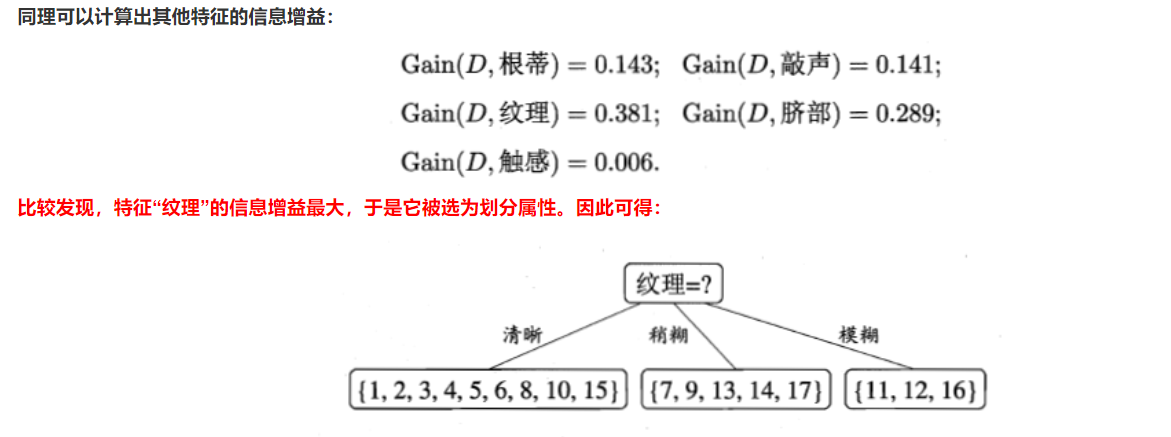 同理可以计算出其他特征的信息增益：
Gain(D, 根蒂) = 0.143; Gain(D, 敲声) = 0.141;
Gain(D, 纹理) = 0.381; Gain(D, 脐部) = 0.289;
Gain(D, 触感) = 0.006.
比较发现，特征“纹理”的信息增益最大，于是它被选为划分属性。因此可得：
纹理=?
清晰 稍糊 模糊
{1, 2, 3, 4, 5, 6, 8, 10, 15} {7, 9, 13, 14, 17} {11, 12, 16}